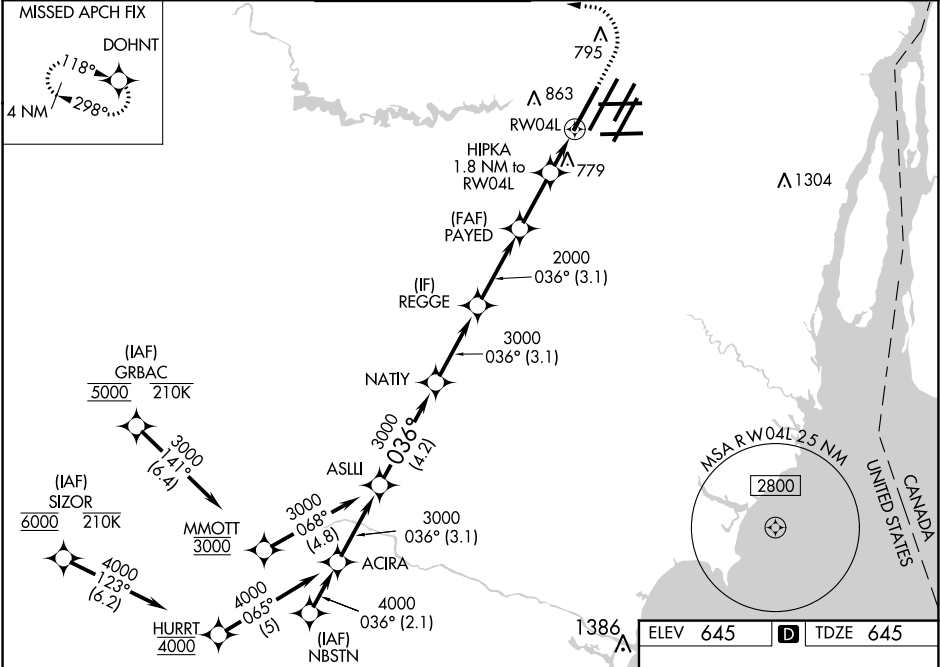 MISSED APCH FIX
DOHNT
118°
298°
4 NM
795
863
RW04L
HIPKA
1.8 NM to
RW04L
779
1304
(FAF)
PAYED
2000
036° (3.1)
(IF)
REGGE
3000
036° (3.1)
NATIY
(IAF)
GRBAC
5000 210K
3000
141°
(6.4)
3000
036°
(4.2)
ASLLI
(IAF)
SIZOR
6000 210K
4000
123°
(6.2)
MMOTT
3000
3000
068°
(4.8)
3000
036° (3.1)
ACIRA
HURRT
4000
4000
065°
(5)
4000
036° (2.1)
(IAF)
NBSTN
MSA RW04L 25 NM
2800
CANADA
UNITED STATES
1386
ELEV 645 D TDZE 645